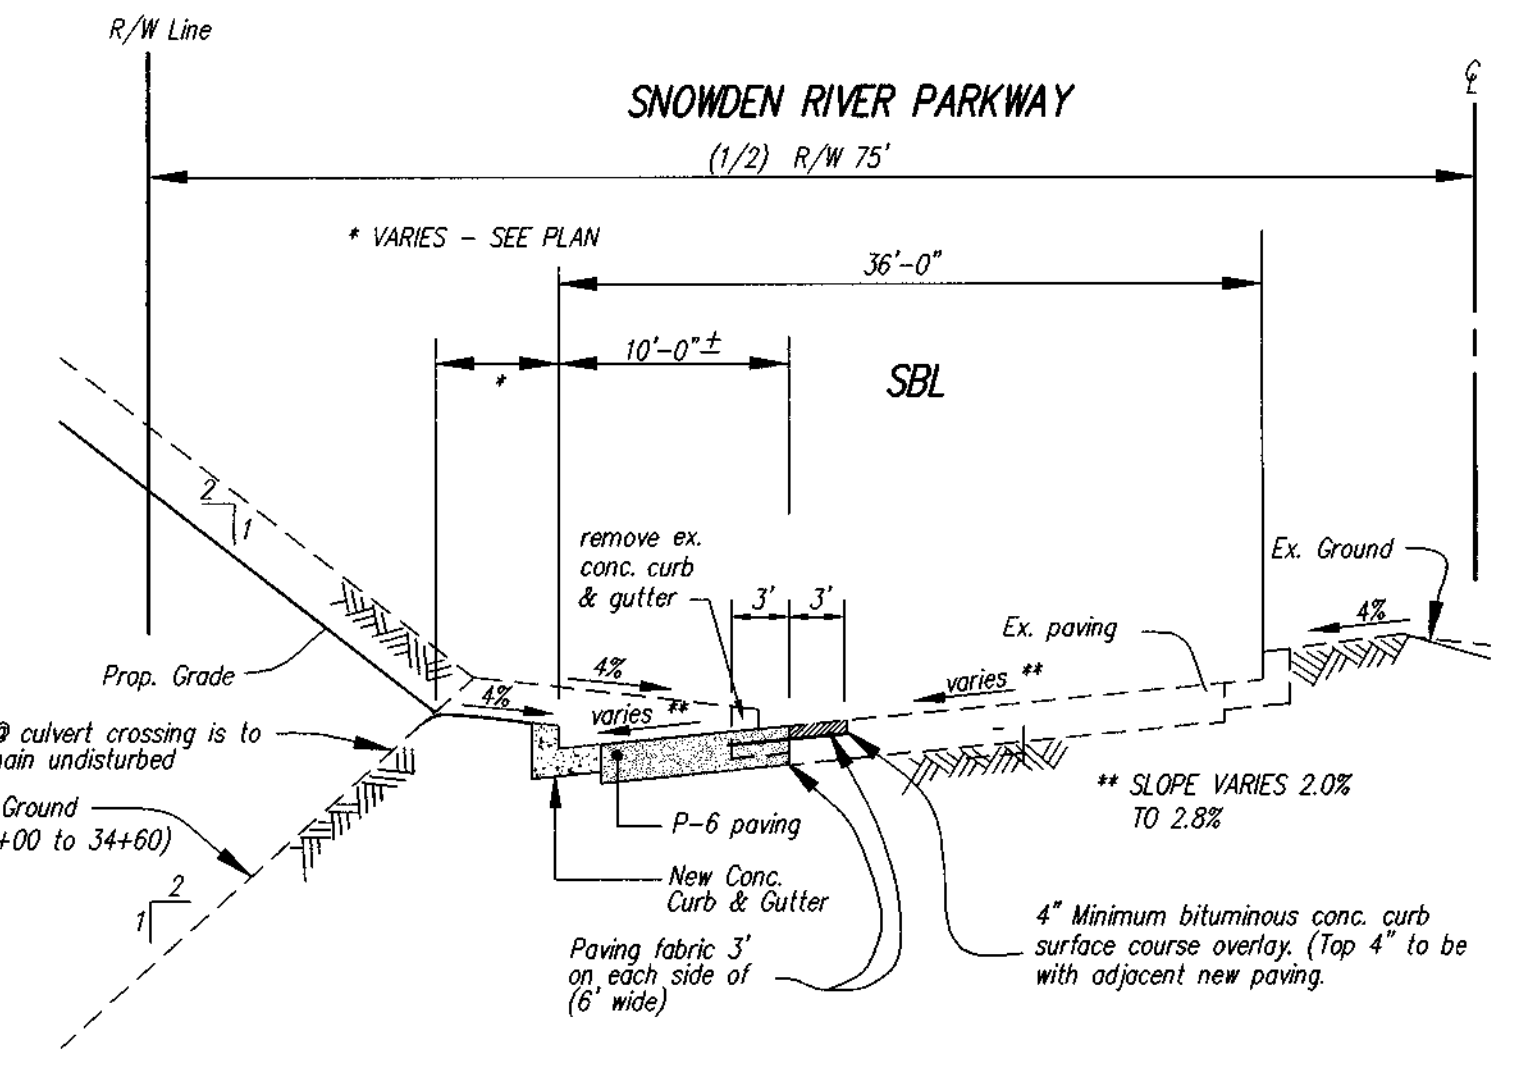 R/W Line
℄
SNOWDEN RIVER PARKWAY
(1/2) R/W 75'
* VARIES - SEE PLAN
36'-0"
10'-0"±
*
SBL
2
1
remove ex.
conc. curb
& gutter
3'
3'
Ex. Ground
Ex. paving
4%
Prop. Grade
4%
4%
varies **
varies **
@ culvert crossing is to
ain undisturbed
Ground
+00 to 34+60)
** SLOPE VARIES 2.0%
TO 2.8%
P-6 paving
2
1
New Conc.
Curb & Gutter
4" Minimum bituminous conc. curb
surface course overlay. (Top 4" to be
with adjacent new paving.
Paving fabric 3'
on each side of
(6' wide)